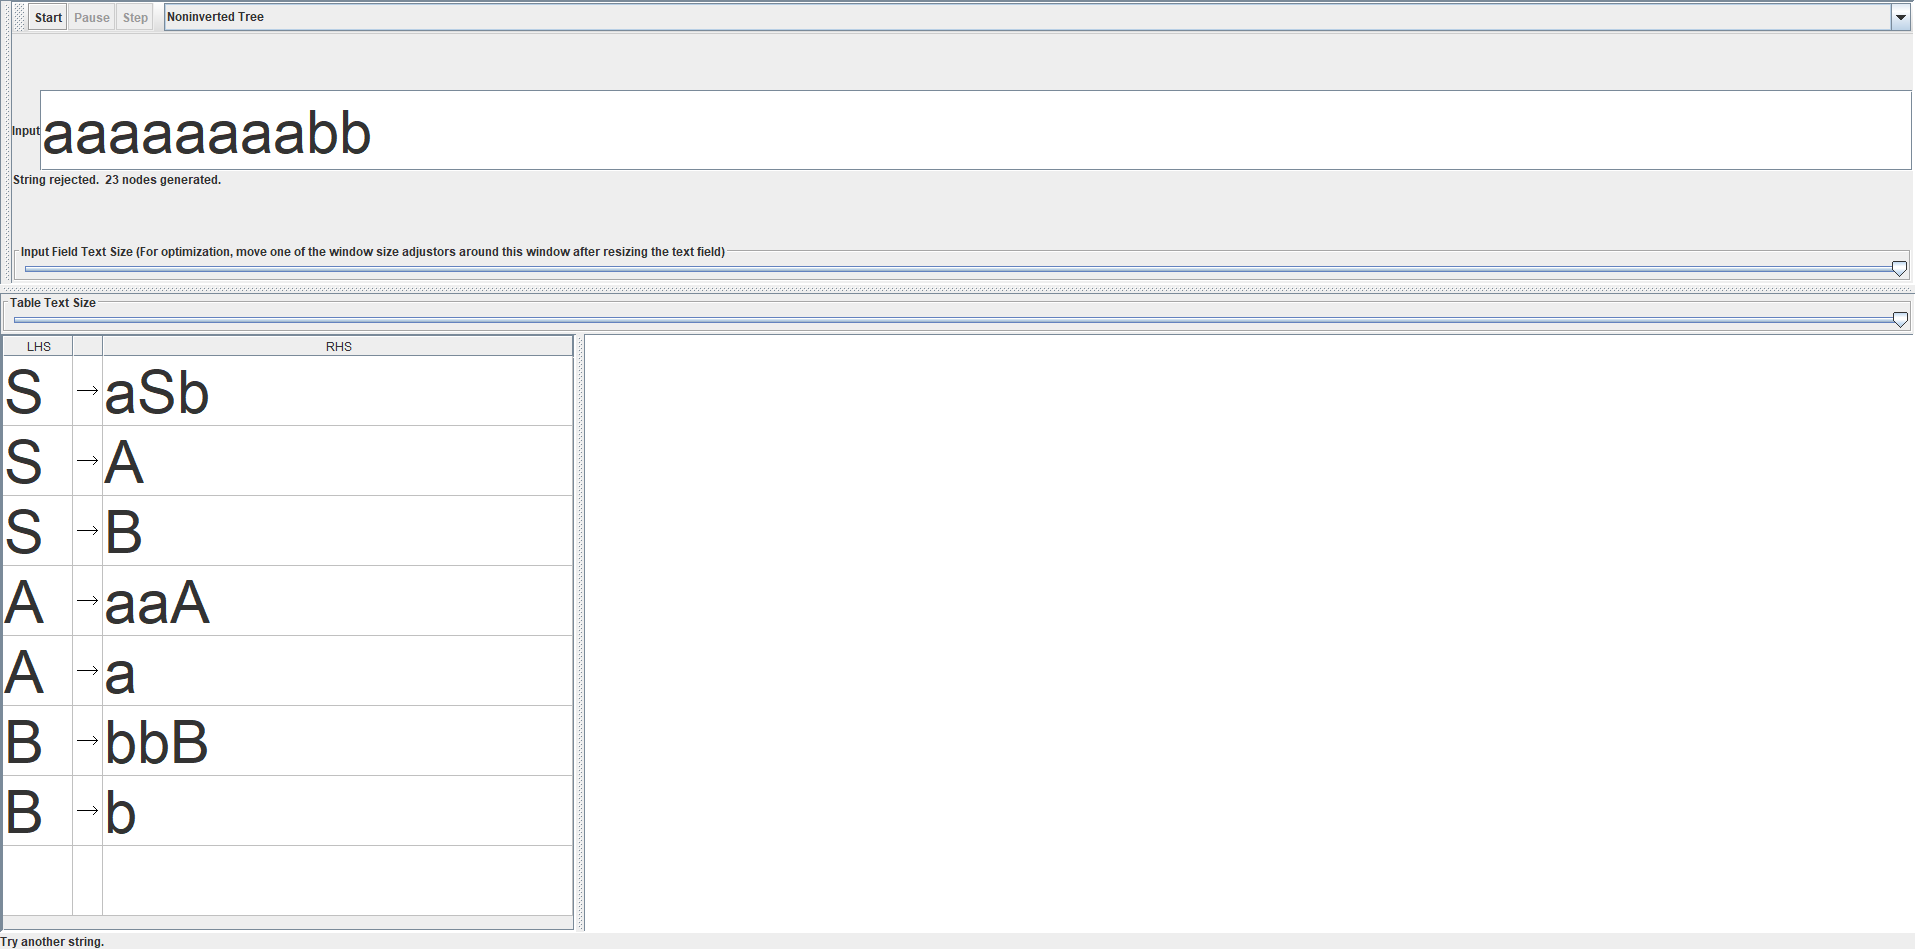 Start Pause Step Noninverted Tree
Input aaaaaaaabb
String rejected.  23 nodes generated.
Input Field Text Size (For optimization, move one of the window size adjustors around this window after resizing the text field)
Table Text Size
LHS RHS
S → aSb
S → A
S → B
A → aaA
A → a
B → bbB
B → b
Try another string.